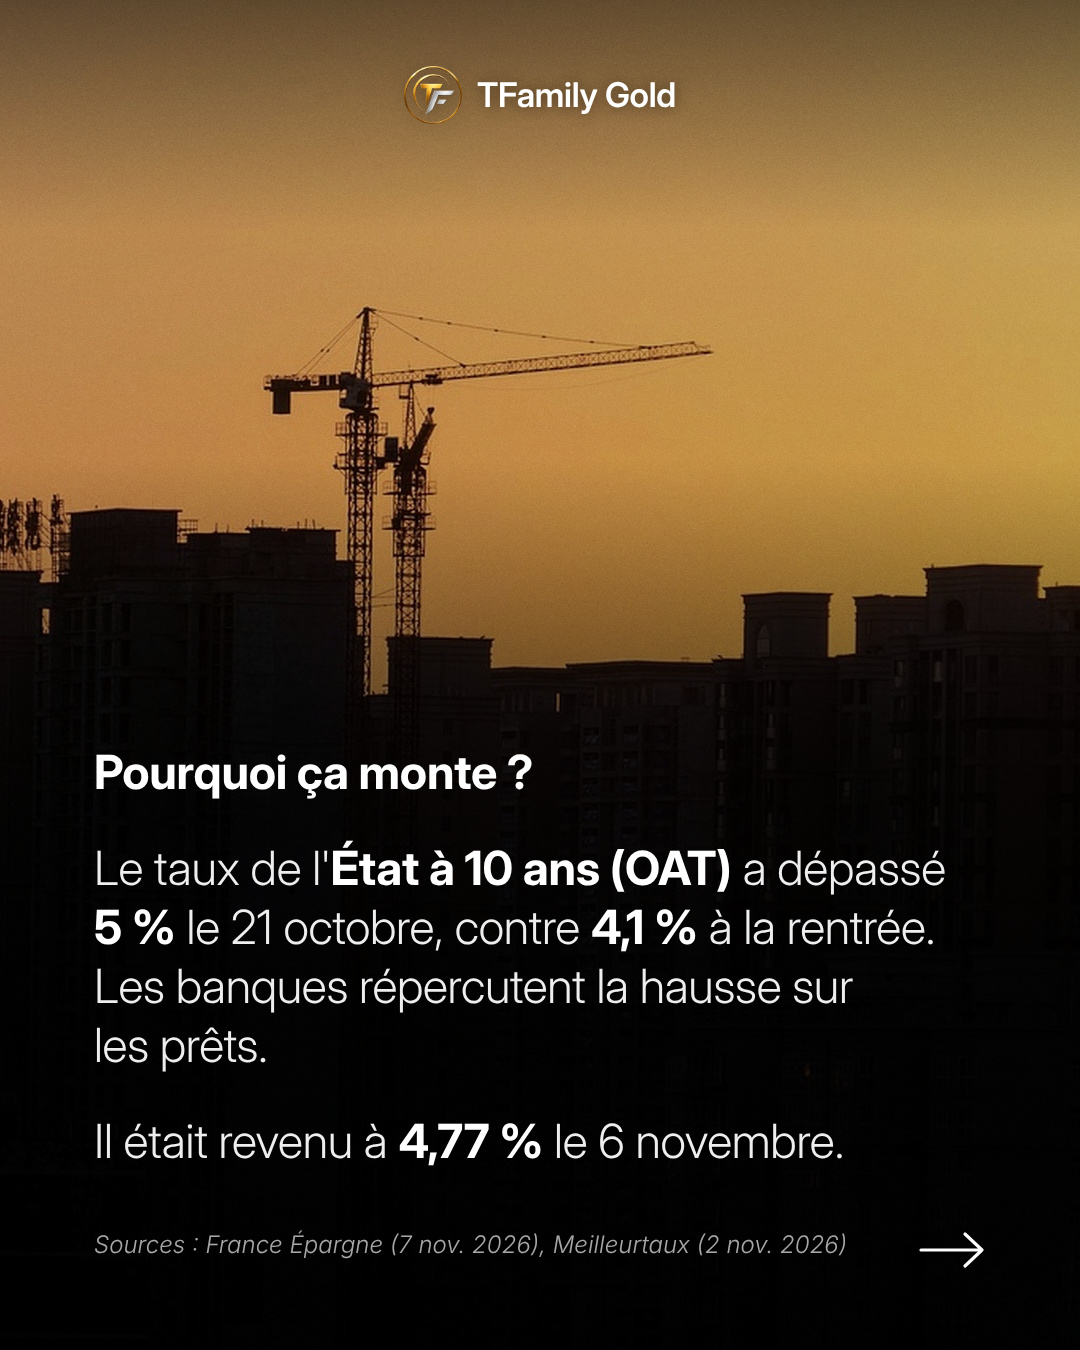 TF TFamily Gold
Pourquoi ça monte ?
Le taux de l'État à 10 ans (OAT) a dépassé
5 % le 21 octobre, contre 4,1 % à la rentrée.
Les banques répercutent la hausse sur
les prêts.
Il était revenu à 4,77 % le 6 novembre.
Sources : France Épargne (7 nov. 2026), Meilleurtaux (2 nov. 2026)